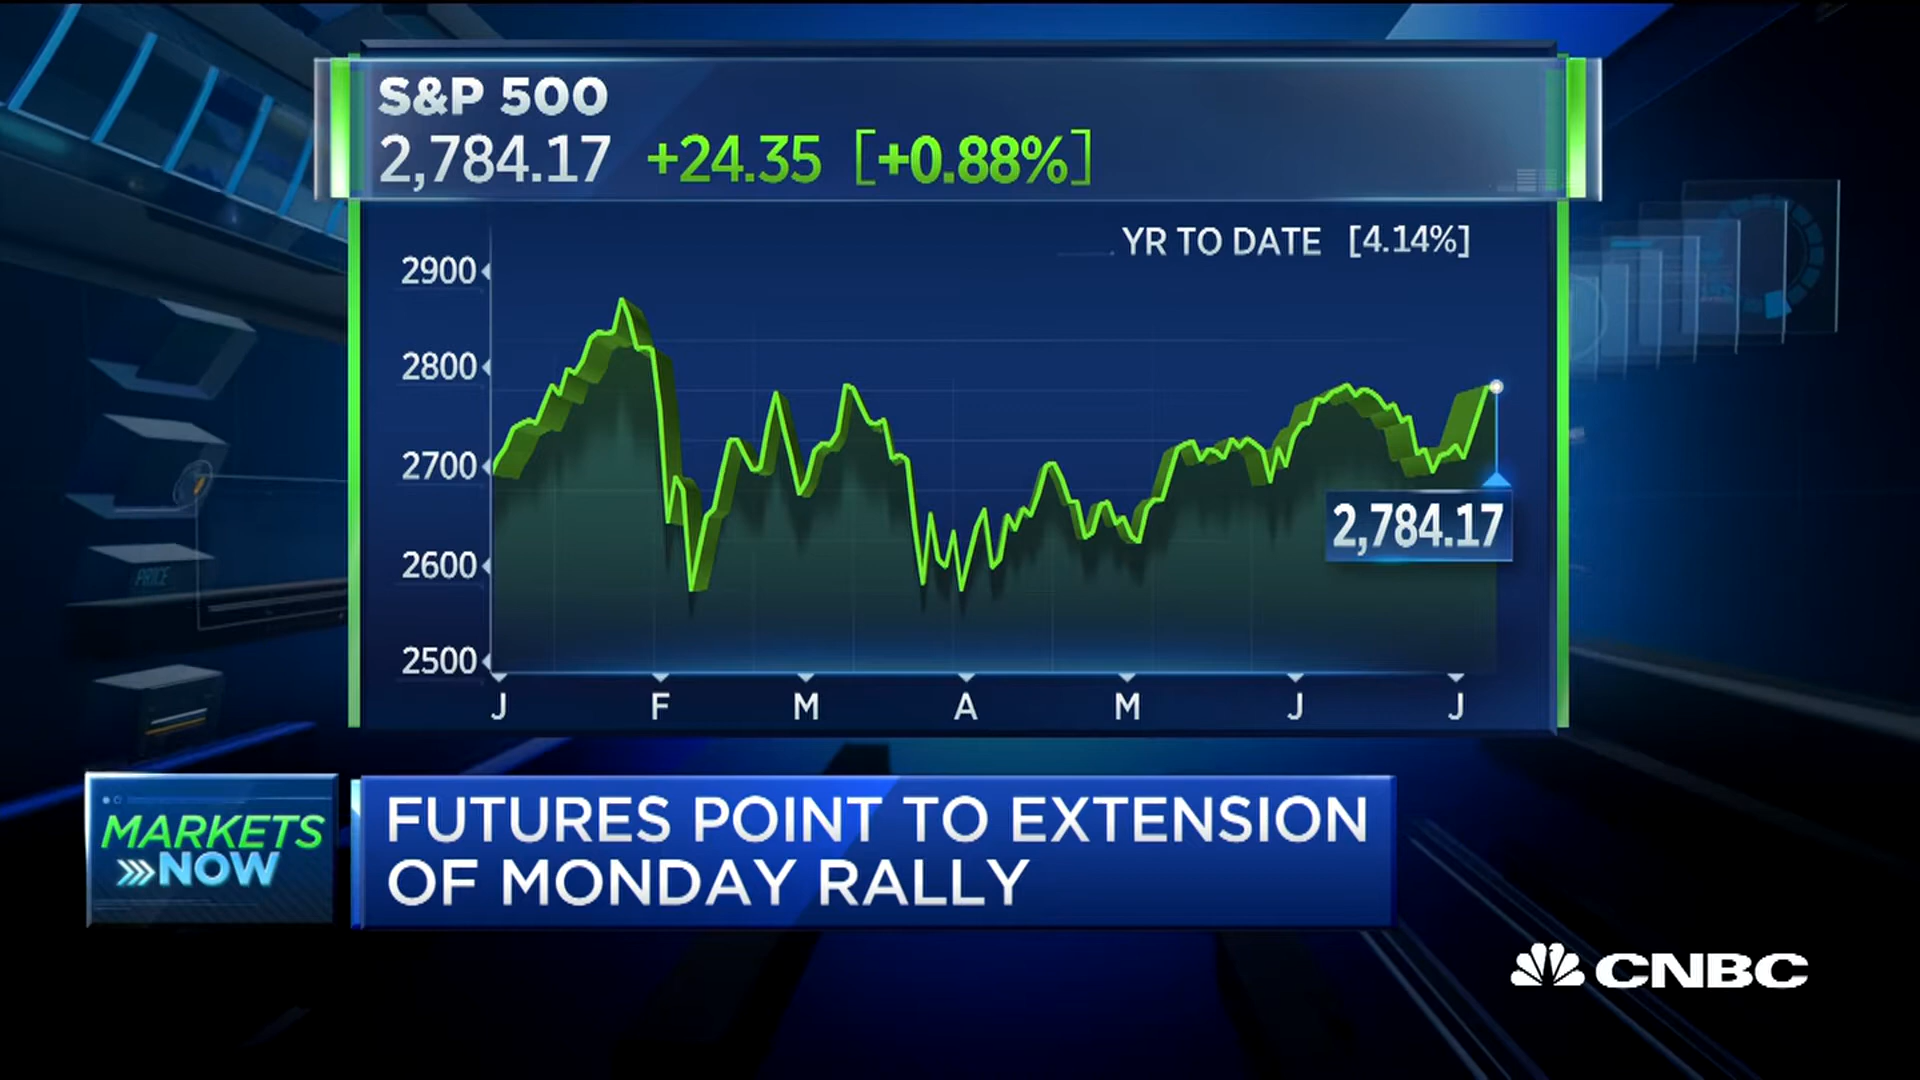 S&P 500
2,784.17 +24.35 [+0.88%]
YR TO DATE [4.14%]
2900
2800
2700
2600
2500
2,784.17
J F M A M J J
PRICE
MARKETS
NOW
FUTURES POINT TO EXTENSION
OF MONDAY RALLY
CNBC